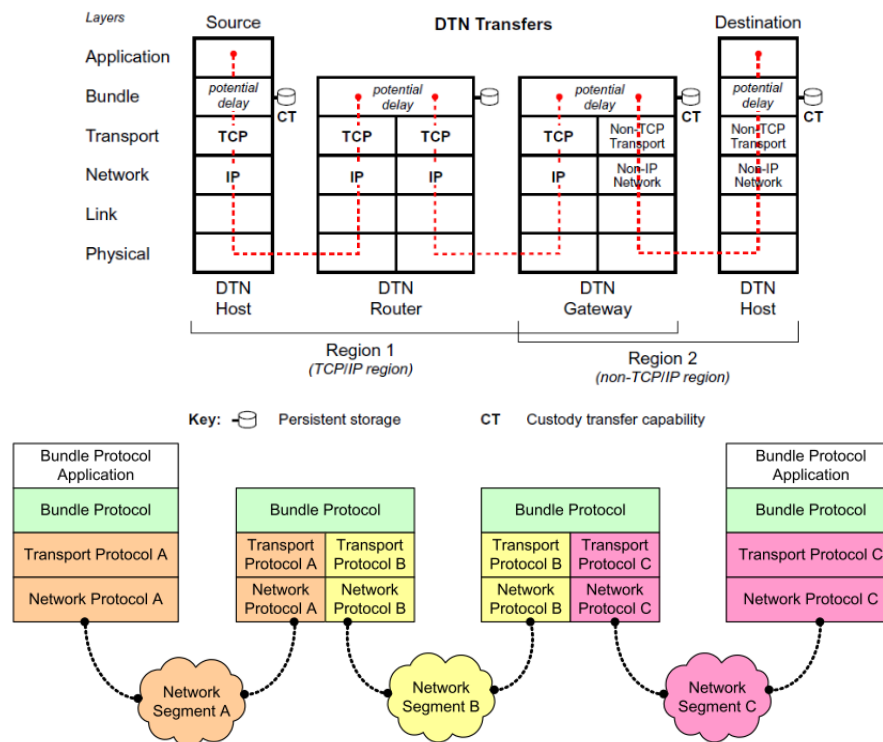 Layers
Source
DTN Transfers
Destination
Application
Bundle
potential
delay
CT
potential
delay
potential
delay
CT
potential
delay
CT
Transport
TCP
TCP
TCP
TCP
Non-TCP
Transport
Non-TCP
Transport
Network
IP
IP
IP
IP
Non-IP
Network
Non-IP
Network
Link
Physical
DTN
Host
DTN
Router
DTN
Gateway
DTN
Host
Region 1
(TCP/IP region)
Region 2
(non-TCP/IP region)
Key: Persistent storage CT Custody transfer capability
Bundle Protocol
Application
Bundle Protocol
Transport Protocol A
Network Protocol A
Bundle Protocol
Transport
Protocol A
Transport
Protocol B
Network
Protocol A
Network
Protocol B
Bundle Protocol
Transport
Protocol B
Transport
Protocol C
Network
Protocol B
Network
Protocol C
Bundle Protocol
Application
Bundle Protocol
Transport Protocol C
Network Protocol C
Network
Segment A
Network
Segment B
Network
Segment C